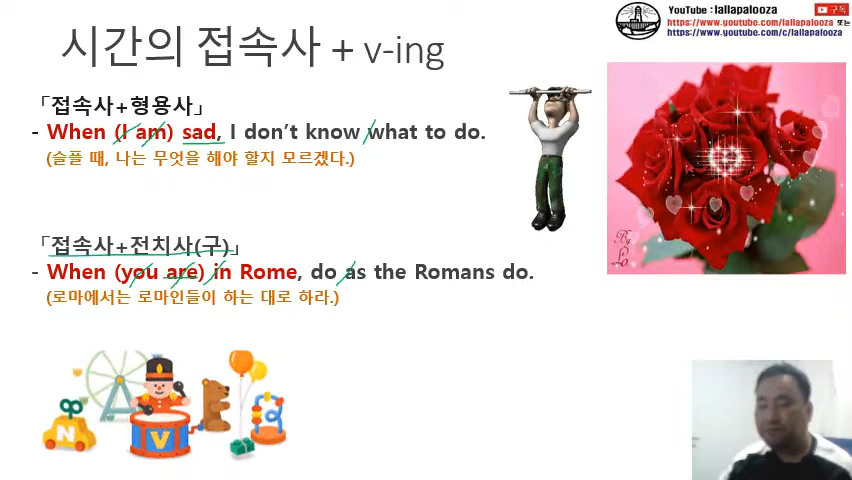 YouTube : lallapalooza
구독
https://www.youtube.com/lallapalooza 또는
https://www.youtube.com/c/lallapalooza
시간의 접속사 + v-ing
「접속사+형용사」
- When (I am) sad, I don't know what to do.
(슬플 때, 나는 무엇을 해야 할지 모르겠다.)
「접속사+전치사(구)」
- When (you are) in Rome, do as the Romans do.
(로마에서는 로마인들이 하는 대로 하라.)
N
A
V
E
By